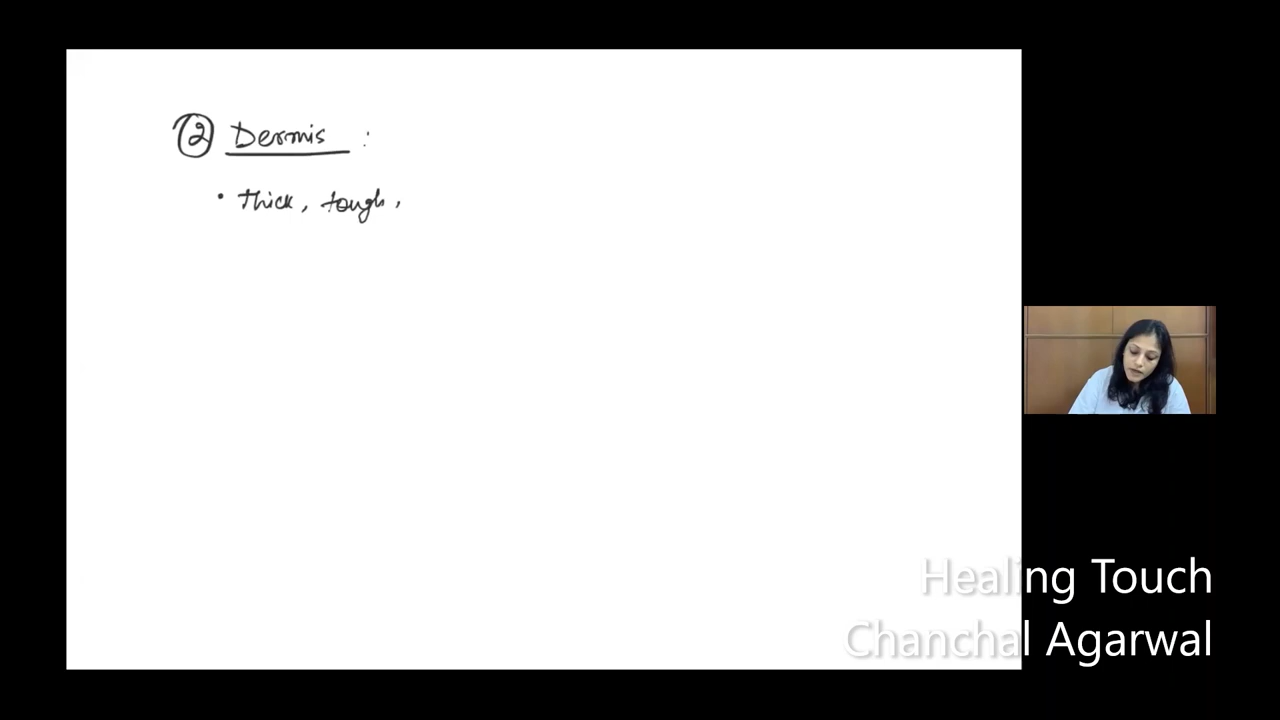 ② Dermis :
• Thick, tough,
Healing Touch
Chanchal Agarwal